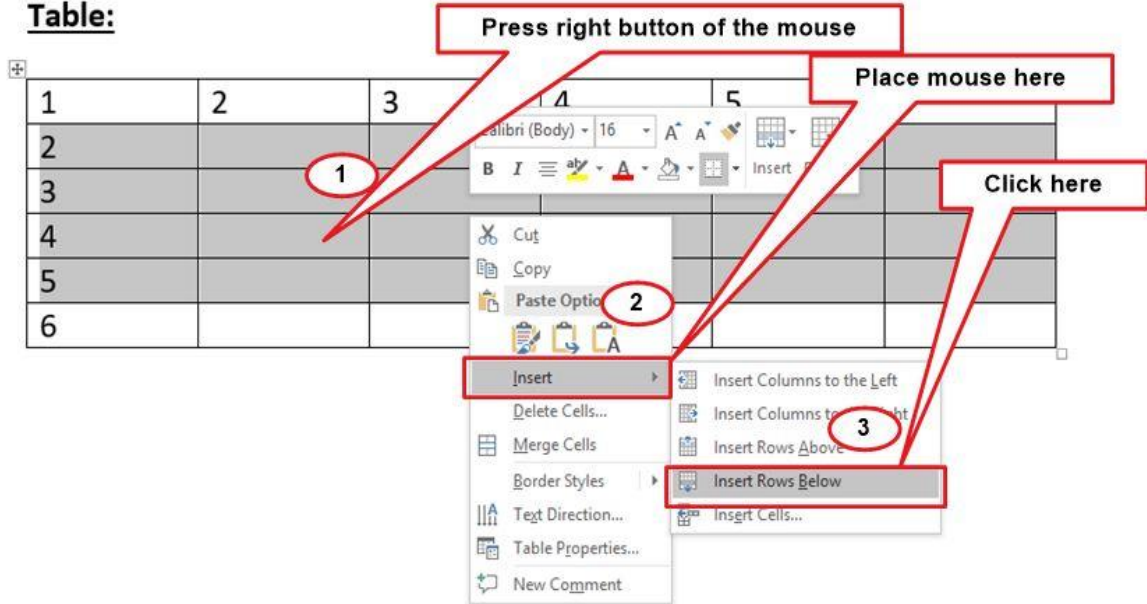 Table:
Press right button of the mouse
Place mouse here
Click here
1 2 3 4 5
2
3
4
5
6
1
(Body) 16 A A
B I ab A Insert
Cut
Copy
Paste
2
A
Insert
Delete Cells...
Merge Cells
Border Styles
Text Direction...
Table Properties...
New Comment
Insert Columns to the Left
Insert Columns
3
Insert Rows Above
Insert Rows Below
Insert Cells...